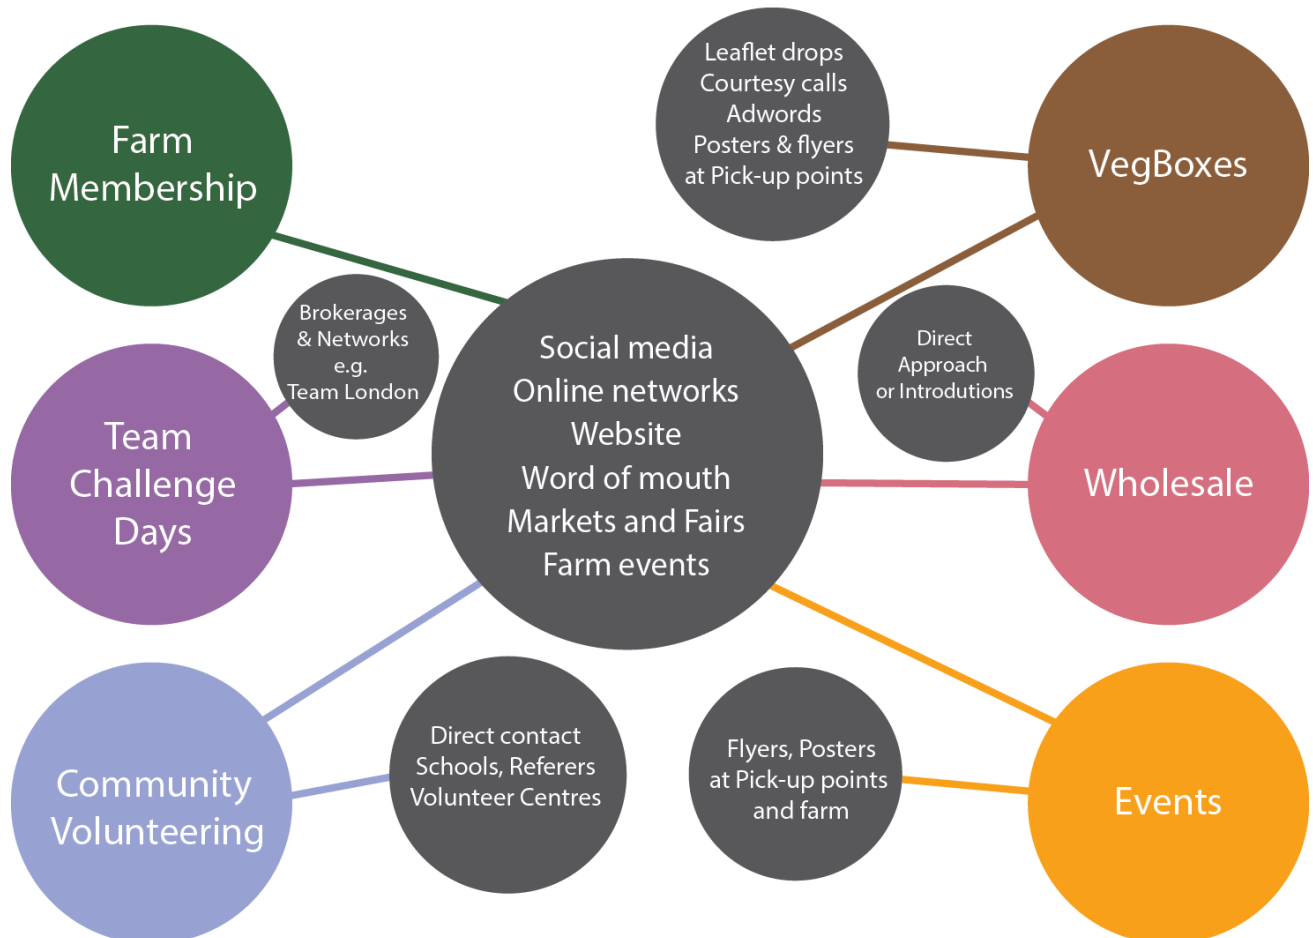 Farm
Membership
Leaflet drops
Courtesy calls
Adwords
Posters & flyers
at Pick-up points
VegBoxes
Brokerages
& Networks
e.g.
Team London
Social media
Online networks
Website
Word of mouth
Markets and Fairs
Farm events
Direct
Approach
or Introdutions
Team
Challenge
Days
Wholesale
Community
Volunteering
Direct contact
Schools, Referers
Volunteer Centres
Flyers, Posters
at Pick-up points
and farm
Events